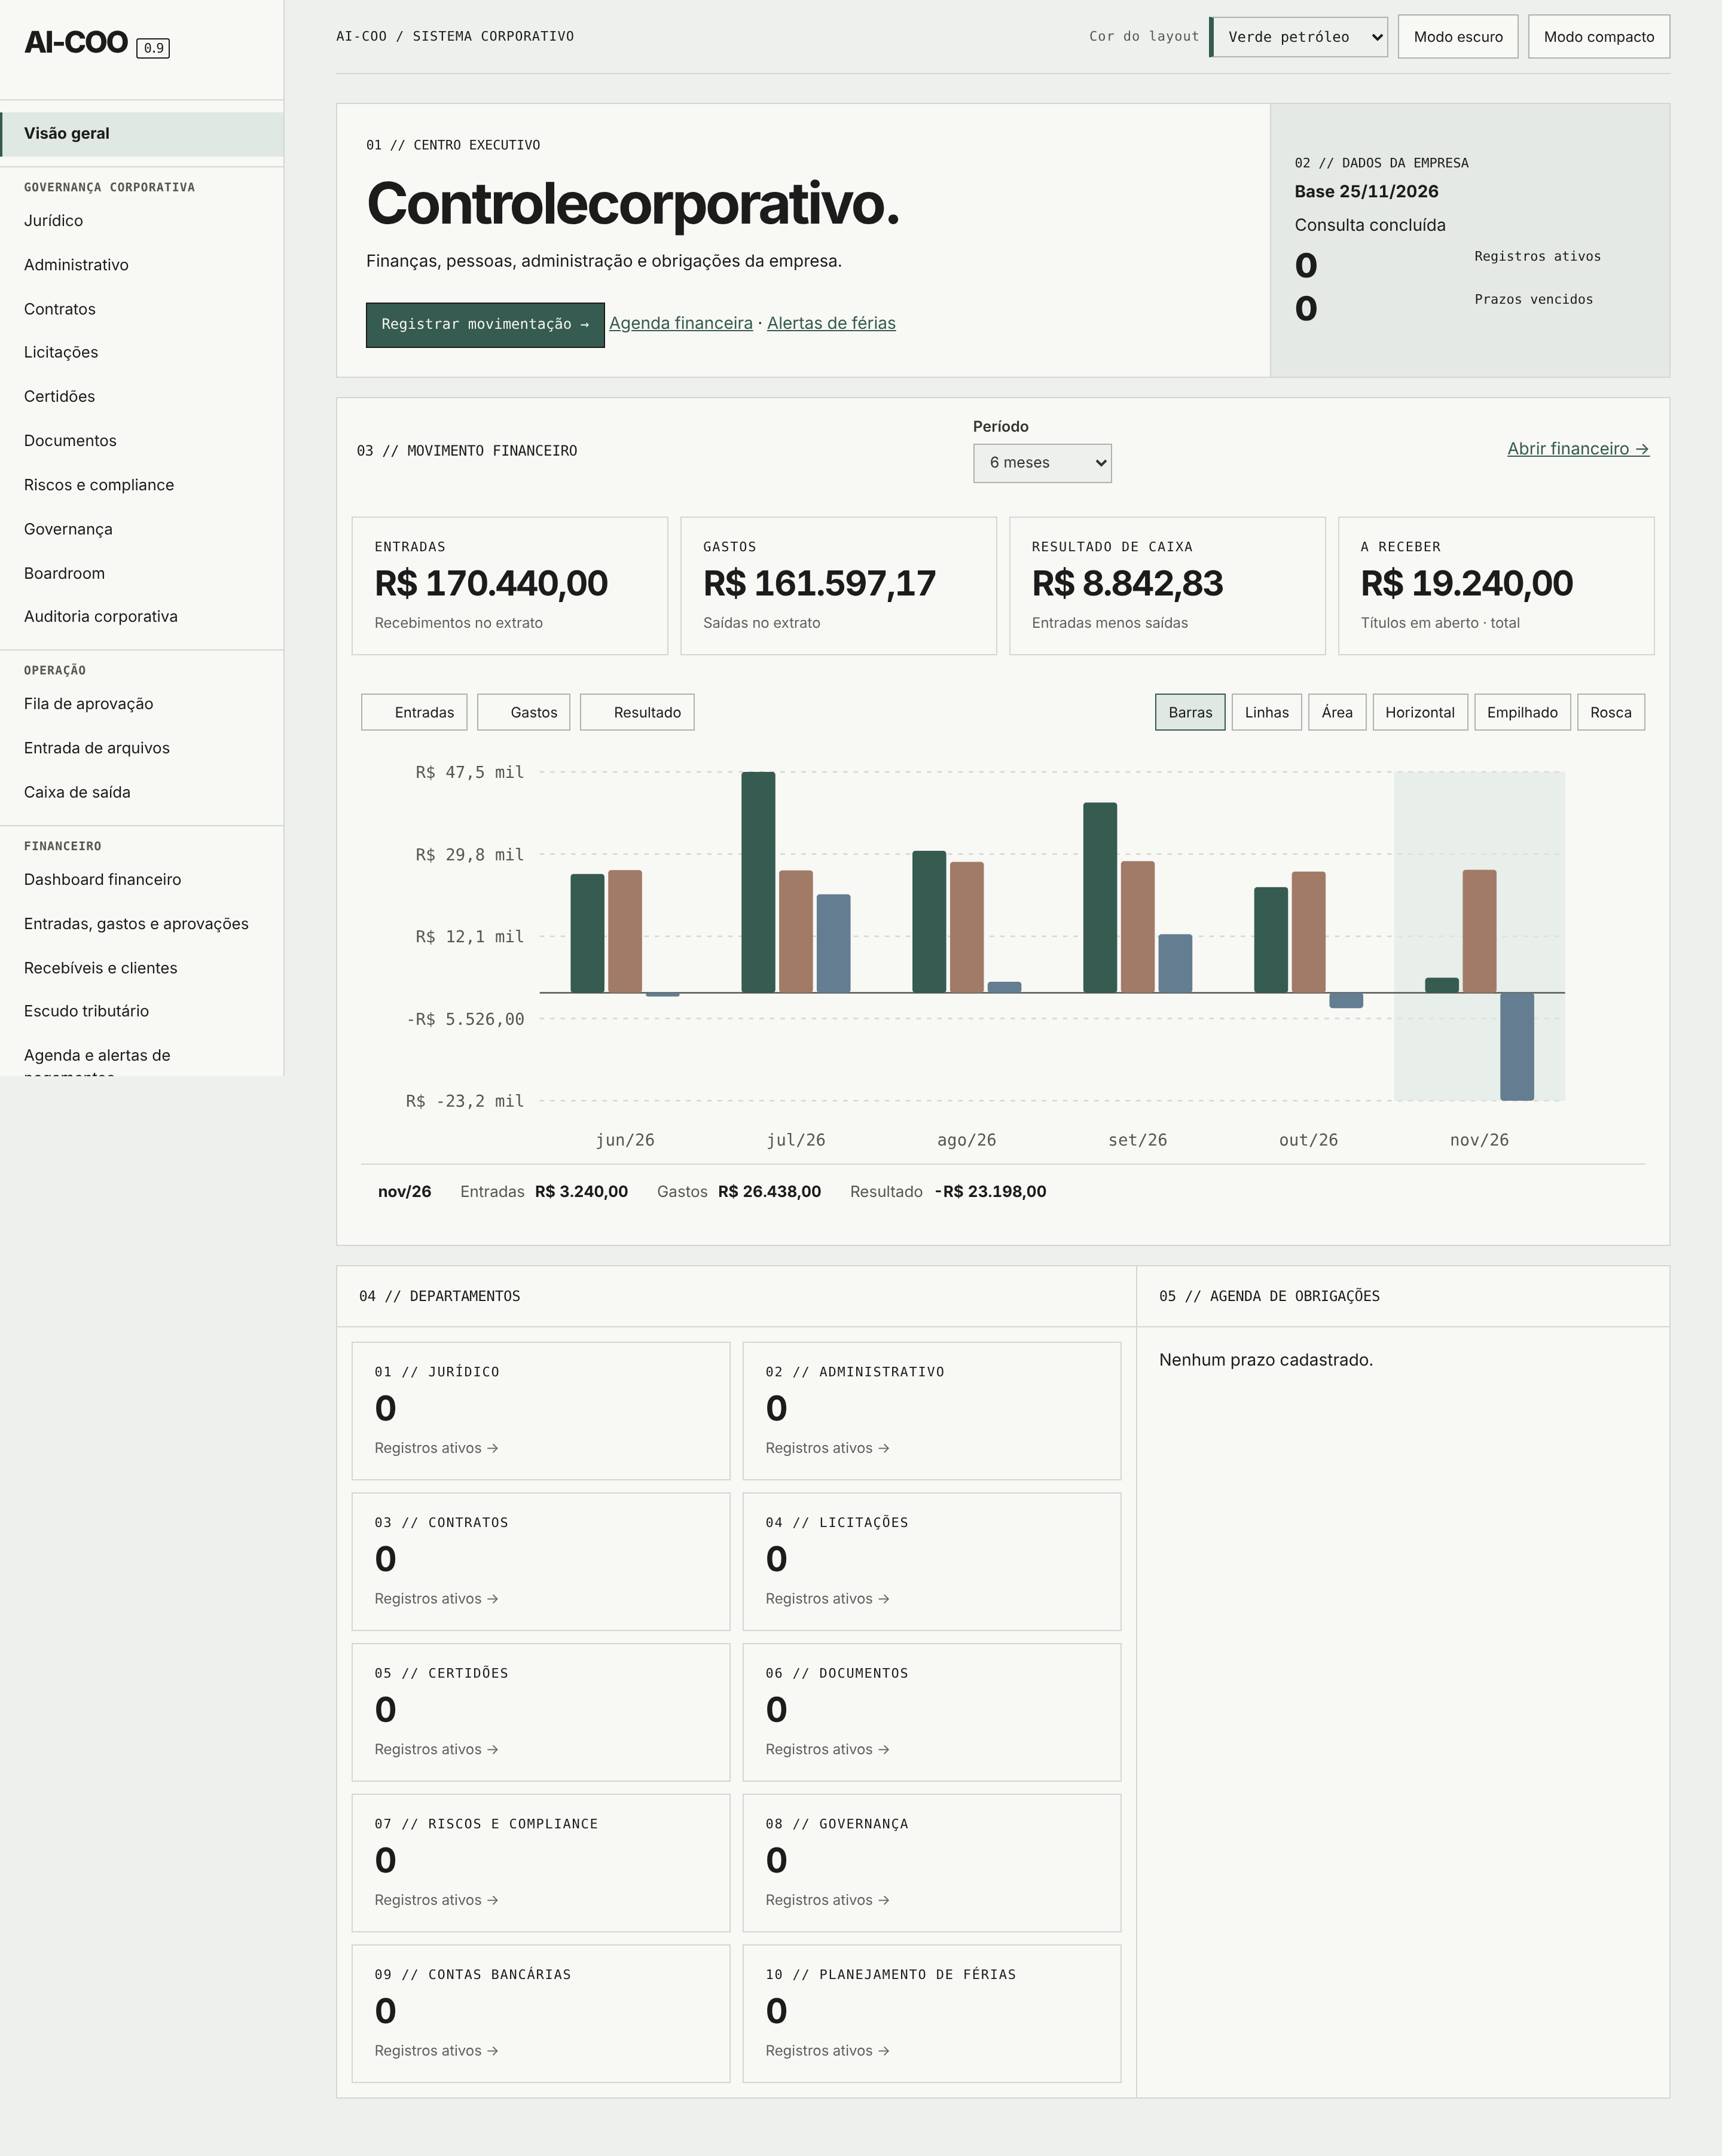 AI-COO 0.9
Visão geral
GOVERNANÇA CORPORATIVA
Jurídico
Administrativo
Contratos
Licitações
Certidões
Documentos
Riscos e compliance
Governança
Boardroom
Auditoria corporativa
OPERAÇÃO
Fila de aprovação
Entrada de arquivos
Caixa de saída
FINANCEIRO
Dashboard financeiro
Entradas, gastos e aprovações
Recebíveis e clientes
Escudo tributário
Agenda e alertas de
AI-COO / SISTEMA CORPORATIVO
Cor do layout
Verde petróleo
Modo escuro
Modo compacto
01 // CENTRO EXECUTIVO
Controlecorporativo.
Finanças, pessoas, administração e obrigações da empresa.
Registrar movimentação →
Agenda financeira · Alertas de férias
02 // DADOS DA EMPRESA
Base 25/11/2026
Consulta concluída
0 Registros ativos
0 Prazos vencidos
03 // MOVIMENTO FINANCEIRO
Período
6 meses
Abrir financeiro →
ENTRADAS
R$ 170.440,00
Recebimentos no extrato
GASTOS
R$ 161.597,17
Saídas no extrato
RESULTADO DE CAIXA
R$ 8.842,83
Entradas menos saídas
A RECEBER
R$ 19.240,00
Títulos em aberto · total
Entradas
Gastos
Resultado
Barras
Linhas
Área
Horizontal
Empilhado
Rosca
R$ 47,5 mil
R$ 29,8 mil
R$ 12,1 mil
-R$ 5.526,00
R$ -23,2 mil
jun/26 jul/26 ago/26 set/26 out/26 nov/26
nov/26 Entradas R$ 3.240,00 Gastos R$ 26.438,00 Resultado -R$ 23.198,00
04 // DEPARTAMENTOS
01 // JURÍDICO
0
Registros ativos →
02 // ADMINISTRATIVO
0
Registros ativos →
03 // CONTRATOS
0
Registros ativos →
04 // LICITAÇÕES
0
Registros ativos →
05 // CERTIDÕES
0
Registros ativos →
06 // DOCUMENTOS
0
Registros ativos →
07 // RISCOS E COMPLIANCE
0
Registros ativos →
08 // GOVERNANÇA
0
Registros ativos →
09 // CONTAS BANCÁRIAS
0
Registros ativos →
10 // PLANEJAMENTO DE FÉRIAS
0
Registros ativos →
05 // AGENDA DE OBRIGAÇÕES
Nenhum prazo cadastrado.